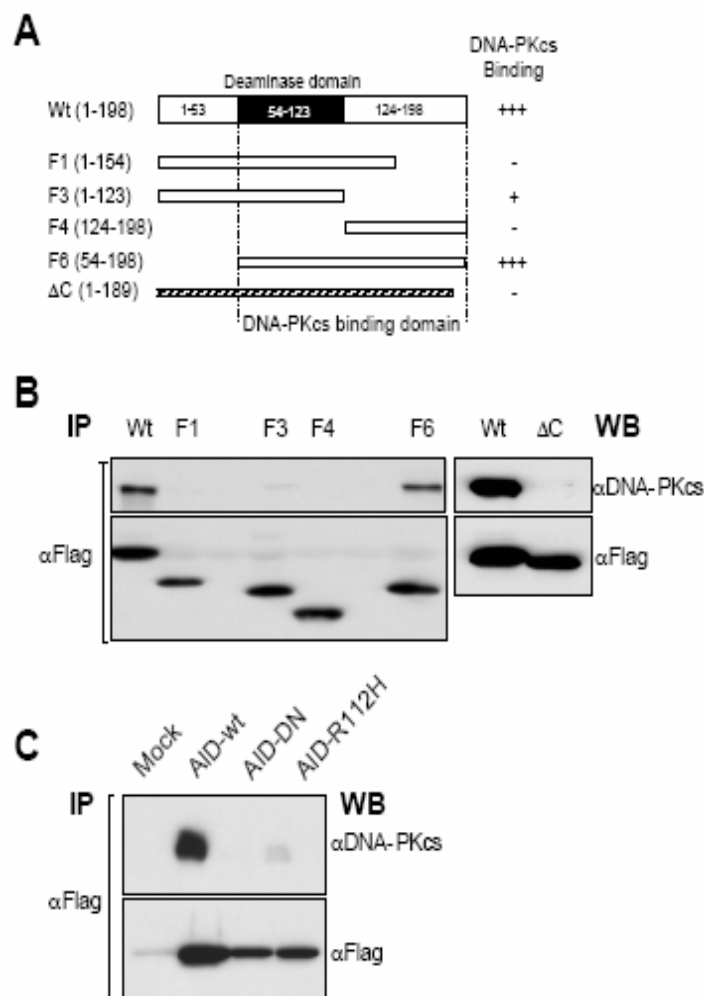 A
DNA-PKcs
Binding
Deaminase domain
Wt (1-198) 1-53 54-123 124-198 +++
F1 (1-154) -
F3 (1-123) +
F4 (124-198) -
F6 (54-198) +++
ΔC (1-189) -
DNA-PKcs binding domain
B
IP Wt F1 F3 F4 F6 Wt ΔC WB
αDNA-PKcs
αFlag αFlag
C
Mock AID-wt AID-DN AID-R112H
IP WB
αDNA-PKcs
αFlag
αFlag